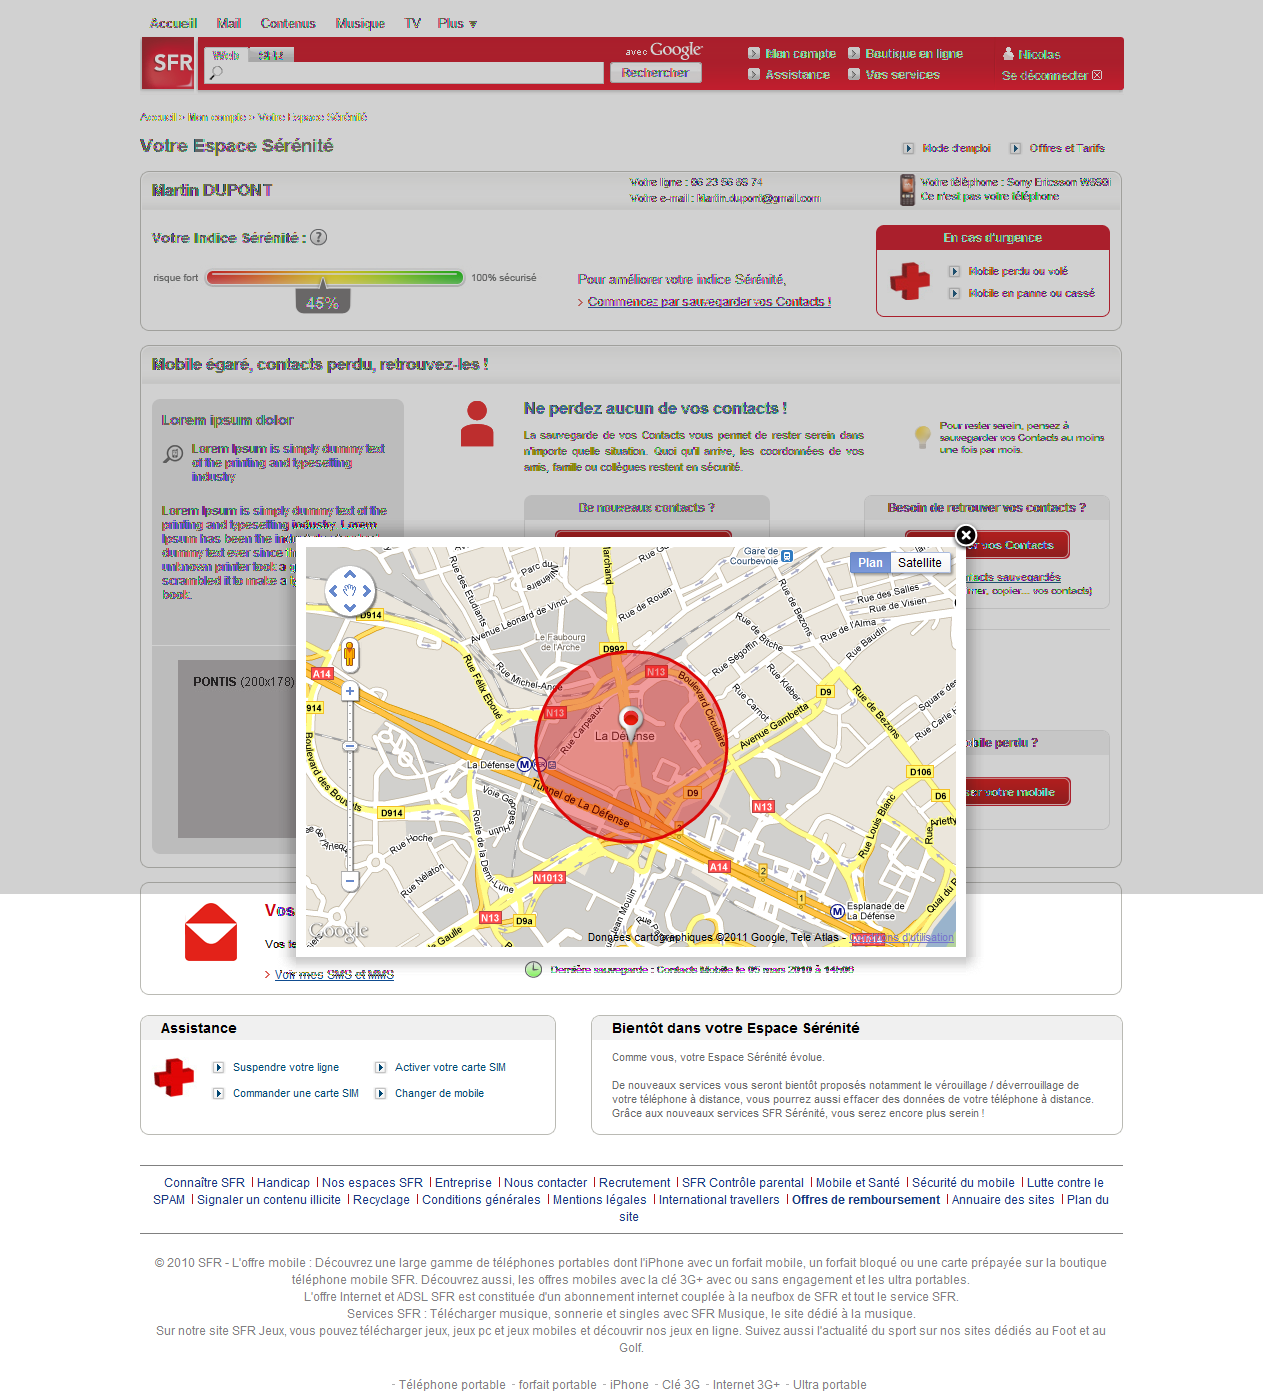 Accueil Mail Contenus Musique TV Plus
SFR
Web
avec Google
Rechercher
Mon compte
Boutique en ligne
Nicolas
Assistance
Vos services
Se déconnecter
Accueil > Mon compte > Votre Espace Sérénité
Votre Espace Sérénité
Mode d'emploi
Offres et Tarifs
Martin DUPONT
Votre ligne : 06 23 56 86 74
Votre e-mail : Martin.dupont@gmail.com
Votre téléphone : Sony Ericsson
Ce n'est pas votre téléphone
Votre Indice Sérénité : ?
risque fort
100% sécurisé
45%
Pour améliorer votre indice Sérénité,
Commencez par sauvegarder vos Contacts !
En cas d'urgence
Mobile perdu ou volé
Mobile en panne ou cassé
Mobile égaré, contacts perdu, retrouvez-les !
Lorem ipsum dolor
Lorem Ipsum is simply dummy text
of the printing and typesetting
industry
Lorem Ipsum is simply dummy text of the
printing and typesetting industry. Lorem
Ipsum has been the
dummy text ever since
unknown printer took a
scrambled it to make a
book.
PONTIS (200x178)
Ne perdez aucun de vos contacts !
La sauvegarde de vos Contacts vous permet de rester serein dans
n'importe quelle situation. Quoi qu'il arrive, les coordonnées de vos
amis, famille ou collègues restent en sécurité.
Pour rester serein, pensez à
sauvegarder vos Contacts au moins
une fois par mois.
De nouveaux contacts ?
Besoin de retrouver vos contacts ?
vos Contacts
sauvegardés
copier... vos contacts)
perdu ?
votre mobile
Plan
Satellite
Gare de
Courbevoie
Parc du
Rue des Étudiants
Avenue Léonard de Vinci
Rue de Rouen
Le Faubourg
de l'Arche
D914
D992
Rue Michel-Ange
Rue Félix Eboué
A14
914
N13
N13
Rue Carpeaux
Boulevard Circulaire
La Défense
La Défense
Rue Ségoffin
Rue de Bitche
Rue Kléber
Rue Carnot
Rue de Bezons
Rue des Salles
Rue de Visien
Rue de l'Alma
Rue Baudin
Square des
Rue Carle
D9
Avenue Gambetta
Rue de Bezons
D106
D6
D9
N13
Tunnel de La Défense
Boulevard des Bouvets
D914
Rue Hoche
Rue Nélaton
Voie Georges
Route de la Demi-Lune
N1013
N13
D9a
Gaulle
Jean Moulin
A14
2
1
Rue Louis Blanc
Rue Arletty
Quai du
Esplanade de
La Défense
N1014
Google
Données cartographiques ©2011 Google, Tele Atlas - d'utilisation
Vos
Vos te
Voir mes SMS et MMS
Dernière sauvegarde : Contacts Mobile le 05 mars 2010 à
Assistance
Suspendre votre ligne
Activer votre carte SIM
Commander une carte SIM
Changer de mobile
Bientôt dans votre Espace Sérénité
Comme vous, votre Espace Sérénité évolue.
De nouveaux services vous seront bientôt proposés notamment le vérouillage / déverrouillage de
votre téléphone à distance, vous pourrez aussi effacer des données de votre téléphone à distance.
Grâce aux nouveaux services SFR Sérénité, vous serez encore plus serein !
Connaître SFR | Handicap | Nos espaces SFR | Entreprise | Nous contacter | Recrutement | SFR Contrôle parental | Mobile et Santé | Sécurité du mobile | Lutte contre le
SPAM | Signaler un contenu illicite | Recyclage | Conditions générales | Mentions légales | International travellers | Offres de remboursement | Annuaire des sites | Plan du
site
© 2010 SFR - L'offre mobile : Découvrez une large gamme de téléphones portables dont l'iPhone avec un forfait mobile, un forfait bloqué ou une carte prépayée sur la boutique
téléphone mobile SFR. Découvrez aussi, les offres mobiles avec la clé 3G+ avec ou sans engagement et les ultra portables.
L'offre Internet et ADSL SFR est constituée d'un abonnement internet couplée à la neufbox de SFR et tout le service SFR.
Services SFR : Télécharger musique, sonnerie et singles avec SFR Musique, le site dédié à la musique.
Sur notre site SFR Jeux, vous pouvez télécharger jeux, jeux pc et jeux mobiles et découvrir nos jeux en ligne. Suivez aussi l'actualité du sport sur nos sites dédiés au Foot et au
Golf.
- Téléphone portable - forfait portable - iPhone - Clé 3G - Internet 3G+ - Ultra portable